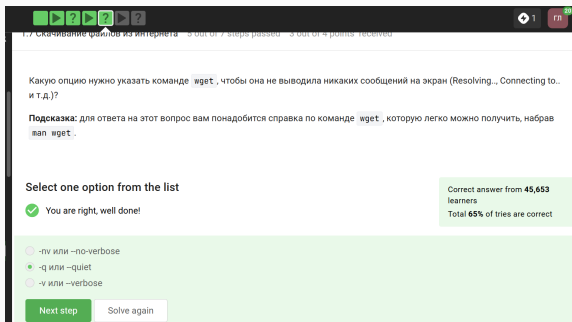 1
ГЛ
20
1.7 Скачивание файлов из интернета 5 out of 7 steps passed 3 out of 4 points received
Какую опцию нужно указать команде wget, чтобы она не выводила никаких сообщений на экран (Resolving.., Connecting to..
и т.д.)?
Подсказка: для ответа на этот вопрос вам понадобится справка по команде wget, которую легко можно получить, набрав
man wget.
Select one option from the list
You are right, well done!
Correct answer from 45,653
learners
Total 65% of tries are correct
-nv или --no-verbose
-q или --quiet
-v или --verbose
Next step Solve again